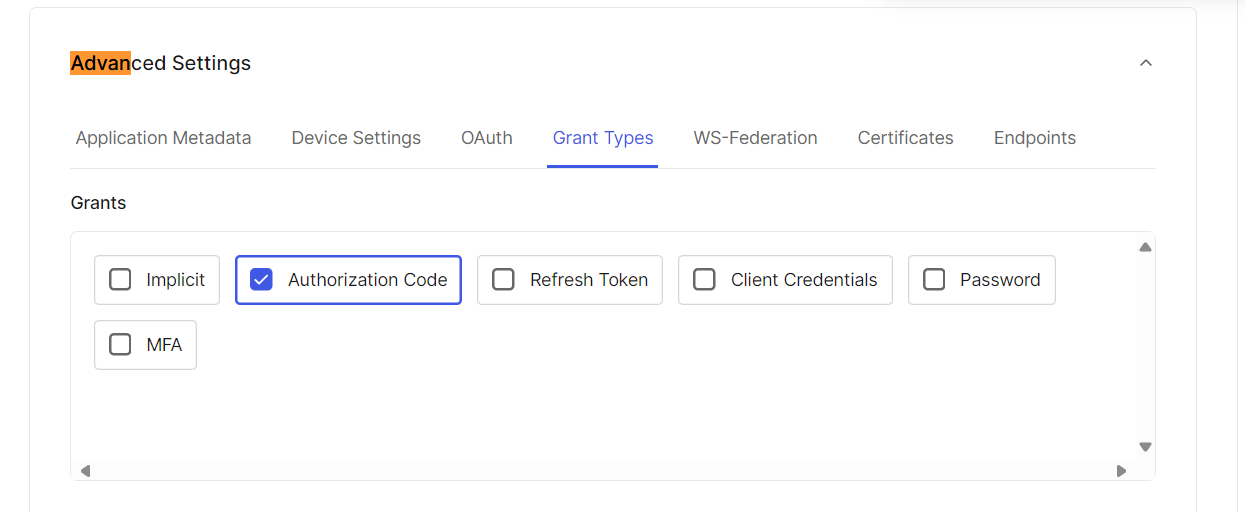 Advanced Settings
Application Metadata Device Settings OAuth Grant Types WS-Federation Certificates Endpoints
Grants
Implicit Authorization Code Refresh Token Client Credentials Password
MFA